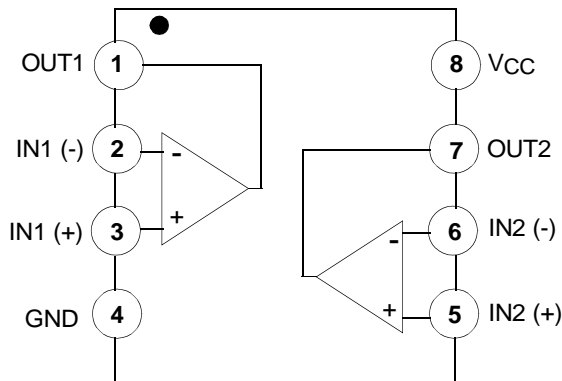 OUT1 1 8 VCC
IN1 (-) 2 - 7 OUT2
IN1 (+) 3 + - 6 IN2 (-)
GND 4 + 5 IN2 (+)